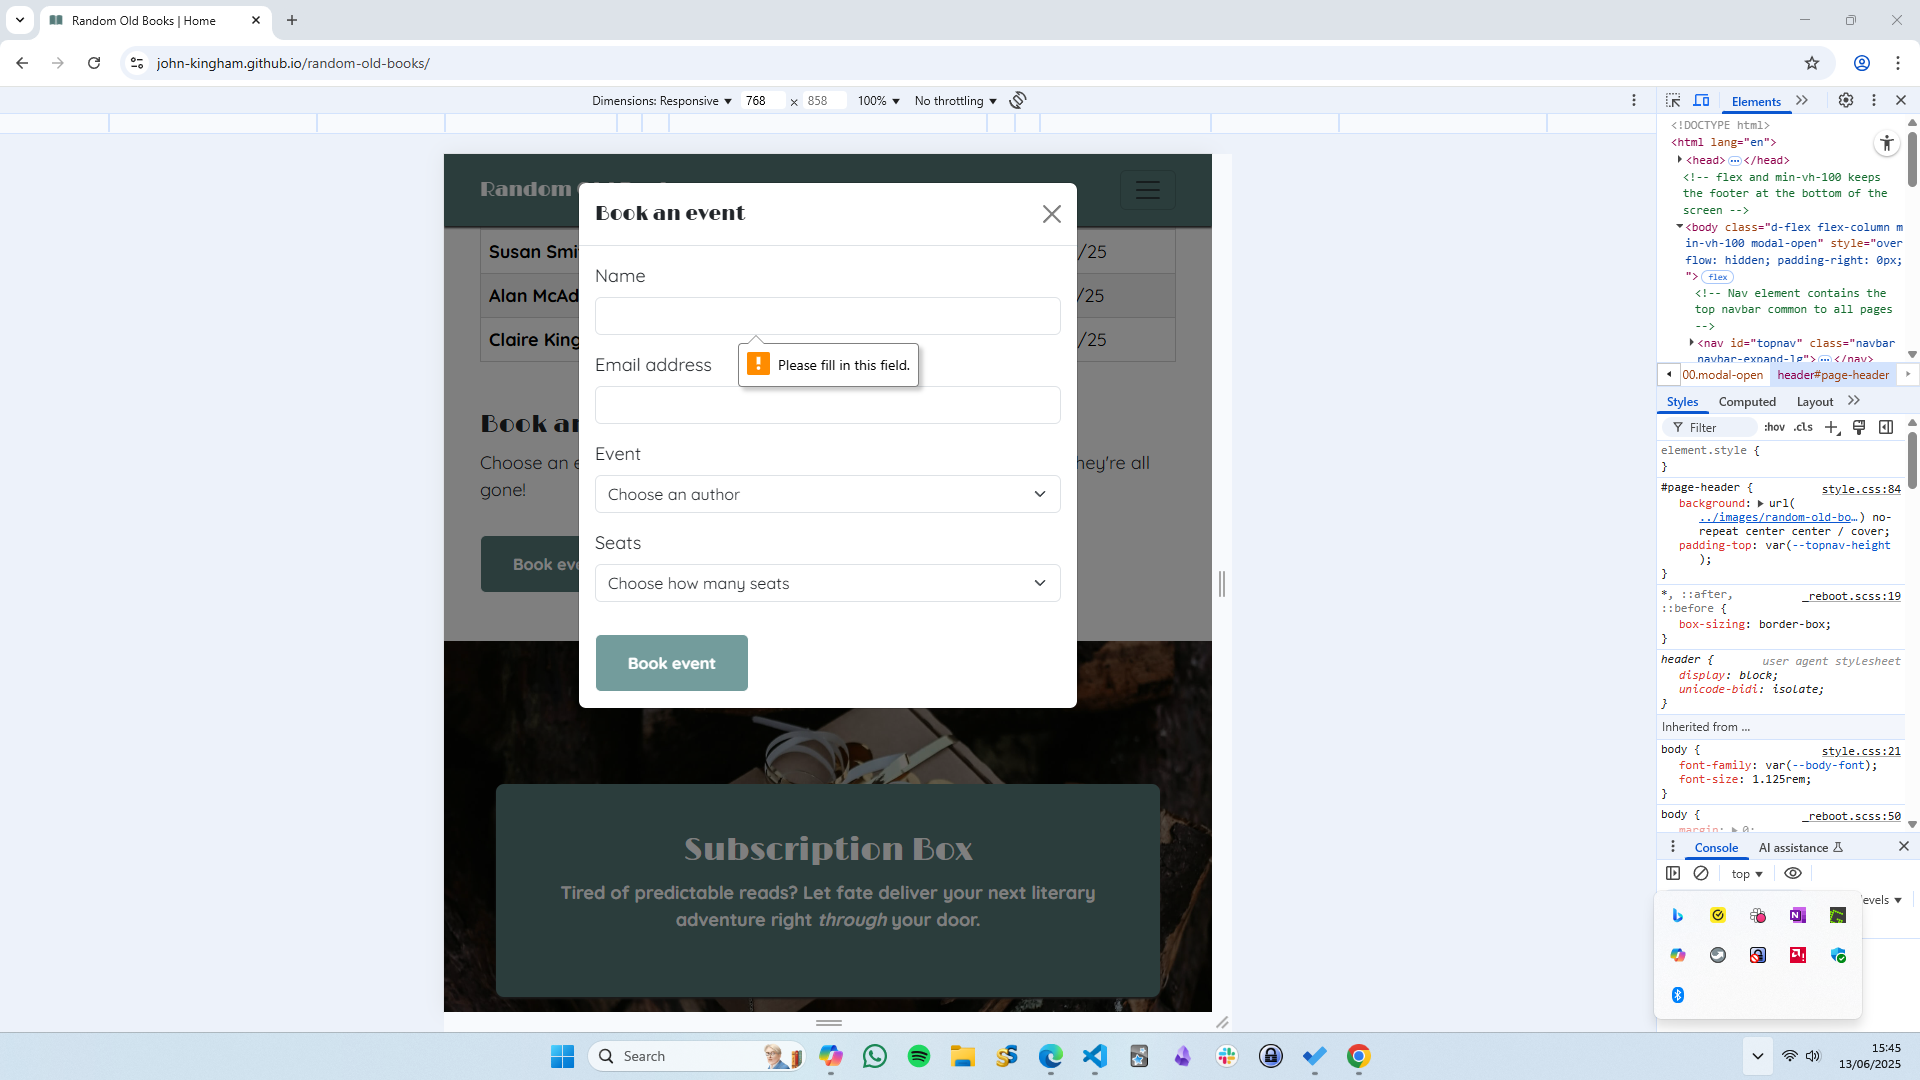 Random Old Books | Home
john-kingham.github.io/random-old-books/
Dimensions: Responsive 768 × 858 100% No throttling
Random
Susan Smi /25
Alan McAd /25
Claire King /25
Book an
Choose an e hey're all
gone!
Book eve
Book an event
Name
Please fill in this field.
Email address
Event
Choose an author
Seats
Choose how many seats
Book event
Subscription Box
Tired of predictable reads? Let fate deliver your next literary
adventure right through your door.
Elements
<!DOCTYPE html>
<html lang="en">
<head> </head>
<!-- flex and min-vh-100 keeps
the footer at the bottom of the
screen -->
<body class="d-flex flex-column m
in-vh-100 modal-open" style="over
flow: hidden; padding-right: 0px;
"> flex
<!-- Nav element contains the
top navbar common to all pages
-->
<nav id="topnav" class="navbar
navbar-expand-lg"> </nav>
00.modal-open header#page-header
Styles Computed Layout
Filter :hov .cls
element.style {
}
#page-header { style.css:84
background: url(
../images/random-old-bo…) no-
repeat center center / cover;
padding-top: var(--topnav-height
);
}
*, ::after, _reboot.scss:19
::before {
box-sizing: border-box;
}
header { user agent stylesheet
display: block;
unicode-bidi: isolate;
}
Inherited from ...
body { style.css:21
font-family: var(--body-font);
font-size: 1.125rem;
}
body { _reboot.scss:50
margin: 0;
Console AI assistance
top
evels
Search
15:45
13/06/2025